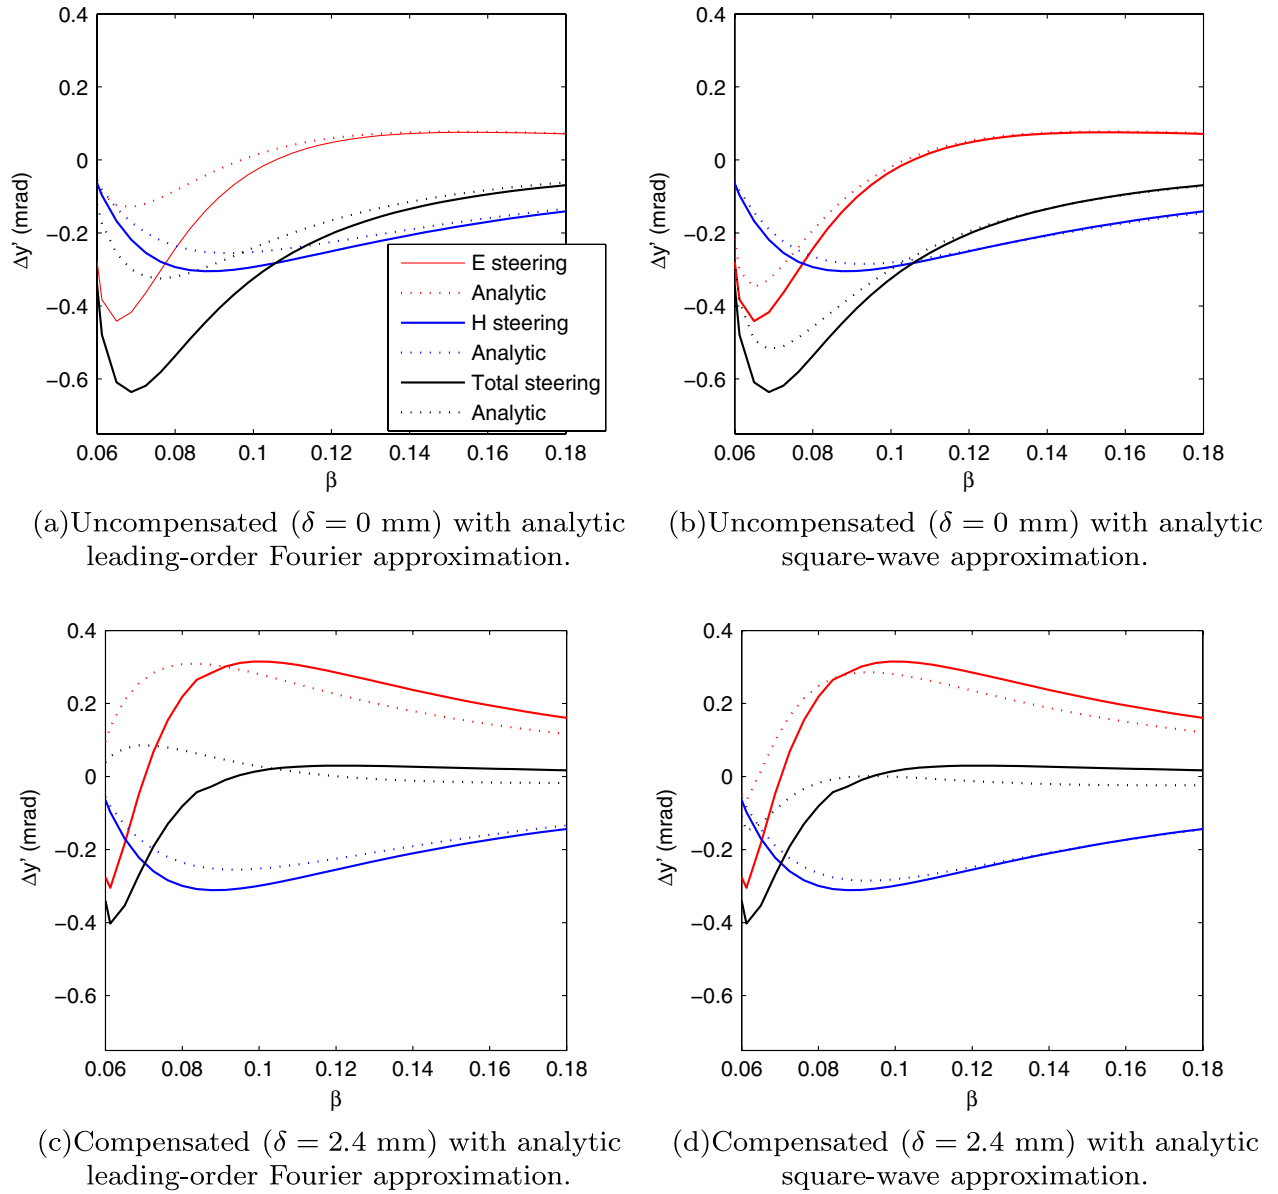 0.4
0.2
0
−0.2
−0.4
−0.6
Δy' (mrad)
0.06 0.08 0.1 0.12 0.14 0.16 0.18
β
E steering
Analytic
H steering
Analytic
Total steering
Analytic
(a)Uncompensated (δ = 0 mm) with analytic
leading-order Fourier approximation.
0.4
0.2
0
−0.2
−0.4
−0.6
Δy' (mrad)
0.06 0.08 0.1 0.12 0.14 0.16 0.18
β
(b)Uncompensated (δ = 0 mm) with analytic
square-wave approximation.
0.4
0.2
0
−0.2
−0.4
−0.6
Δy' (mrad)
0.06 0.08 0.1 0.12 0.14 0.16 0.18
β
(c)Compensated (δ = 2.4 mm) with analytic
leading-order Fourier approximation.
0.4
0.2
0
−0.2
−0.4
−0.6
Δy' (mrad)
0.06 0.08 0.1 0.12 0.14 0.16 0.18
β
(d)Compensated (δ = 2.4 mm) with analytic
square-wave approximation.